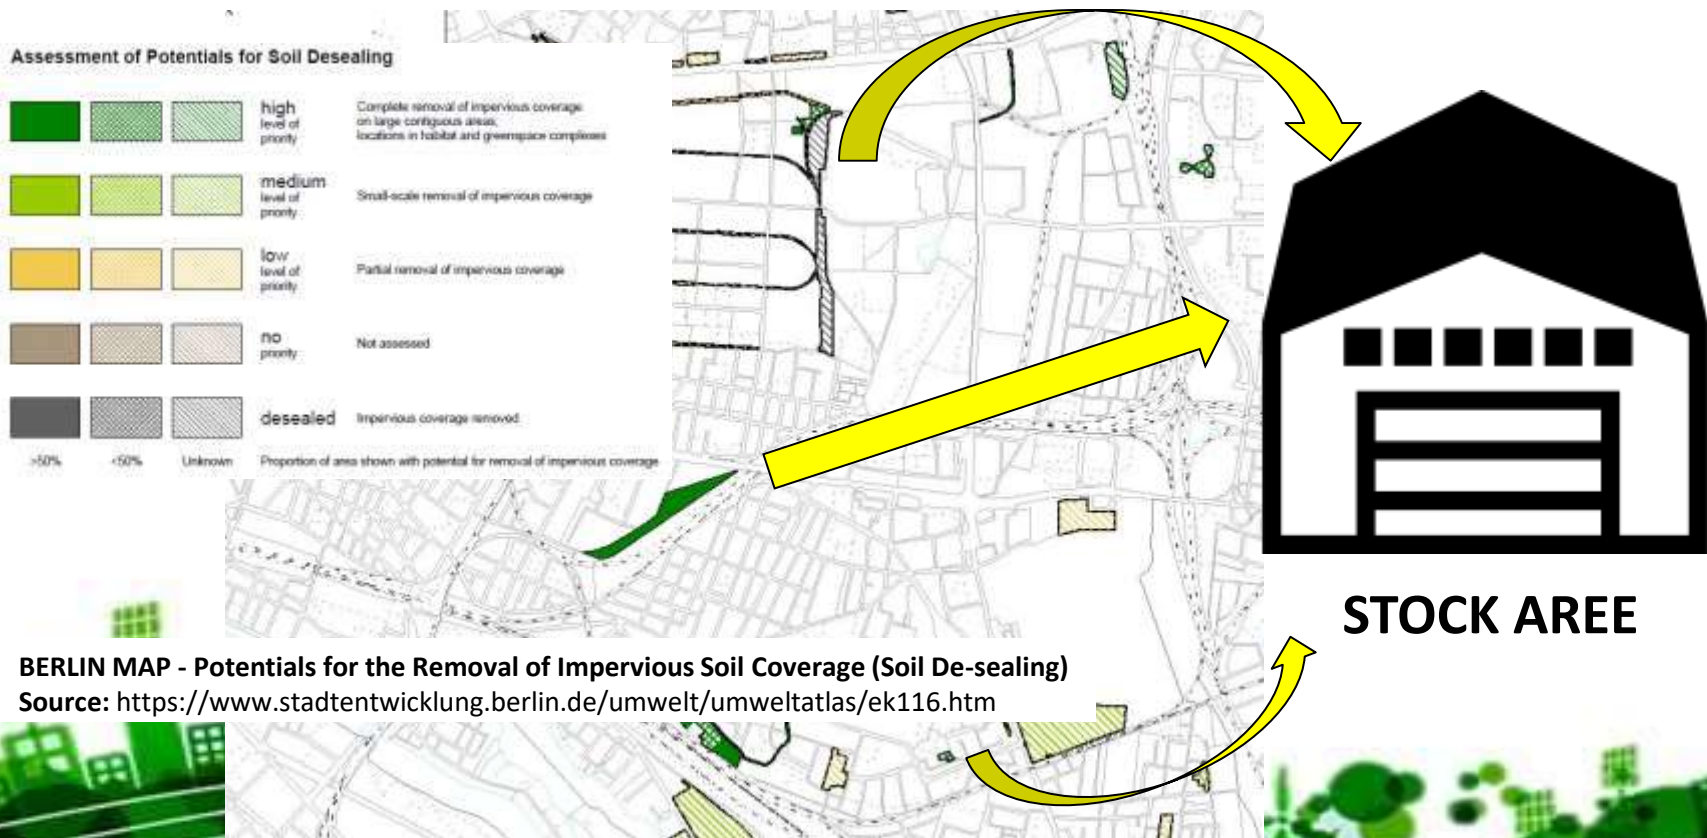 Assessment of Potentials for Soil Desealing
high
level of
priority
Complete removal of impervious coverage
on large contiguous areas;
locations in habitat and greenspace complexes
medium
level of
priority
Small-scale removal of impervious coverage
low
level of
priority
Partial removal of impervious coverage
no
priority
Not assessed
desealed
Impervious coverage removed
>50%
<50%
Unknown
Proportion of area shown with potential for removal of impervious coverage
STOCK AREE
BERLIN MAP - Potentials for the Removal of Impervious Soil Coverage (Soil De-sealing)
Source: https://www.stadtentwicklung.berlin.de/umwelt/umweltatlas/ek116.htm